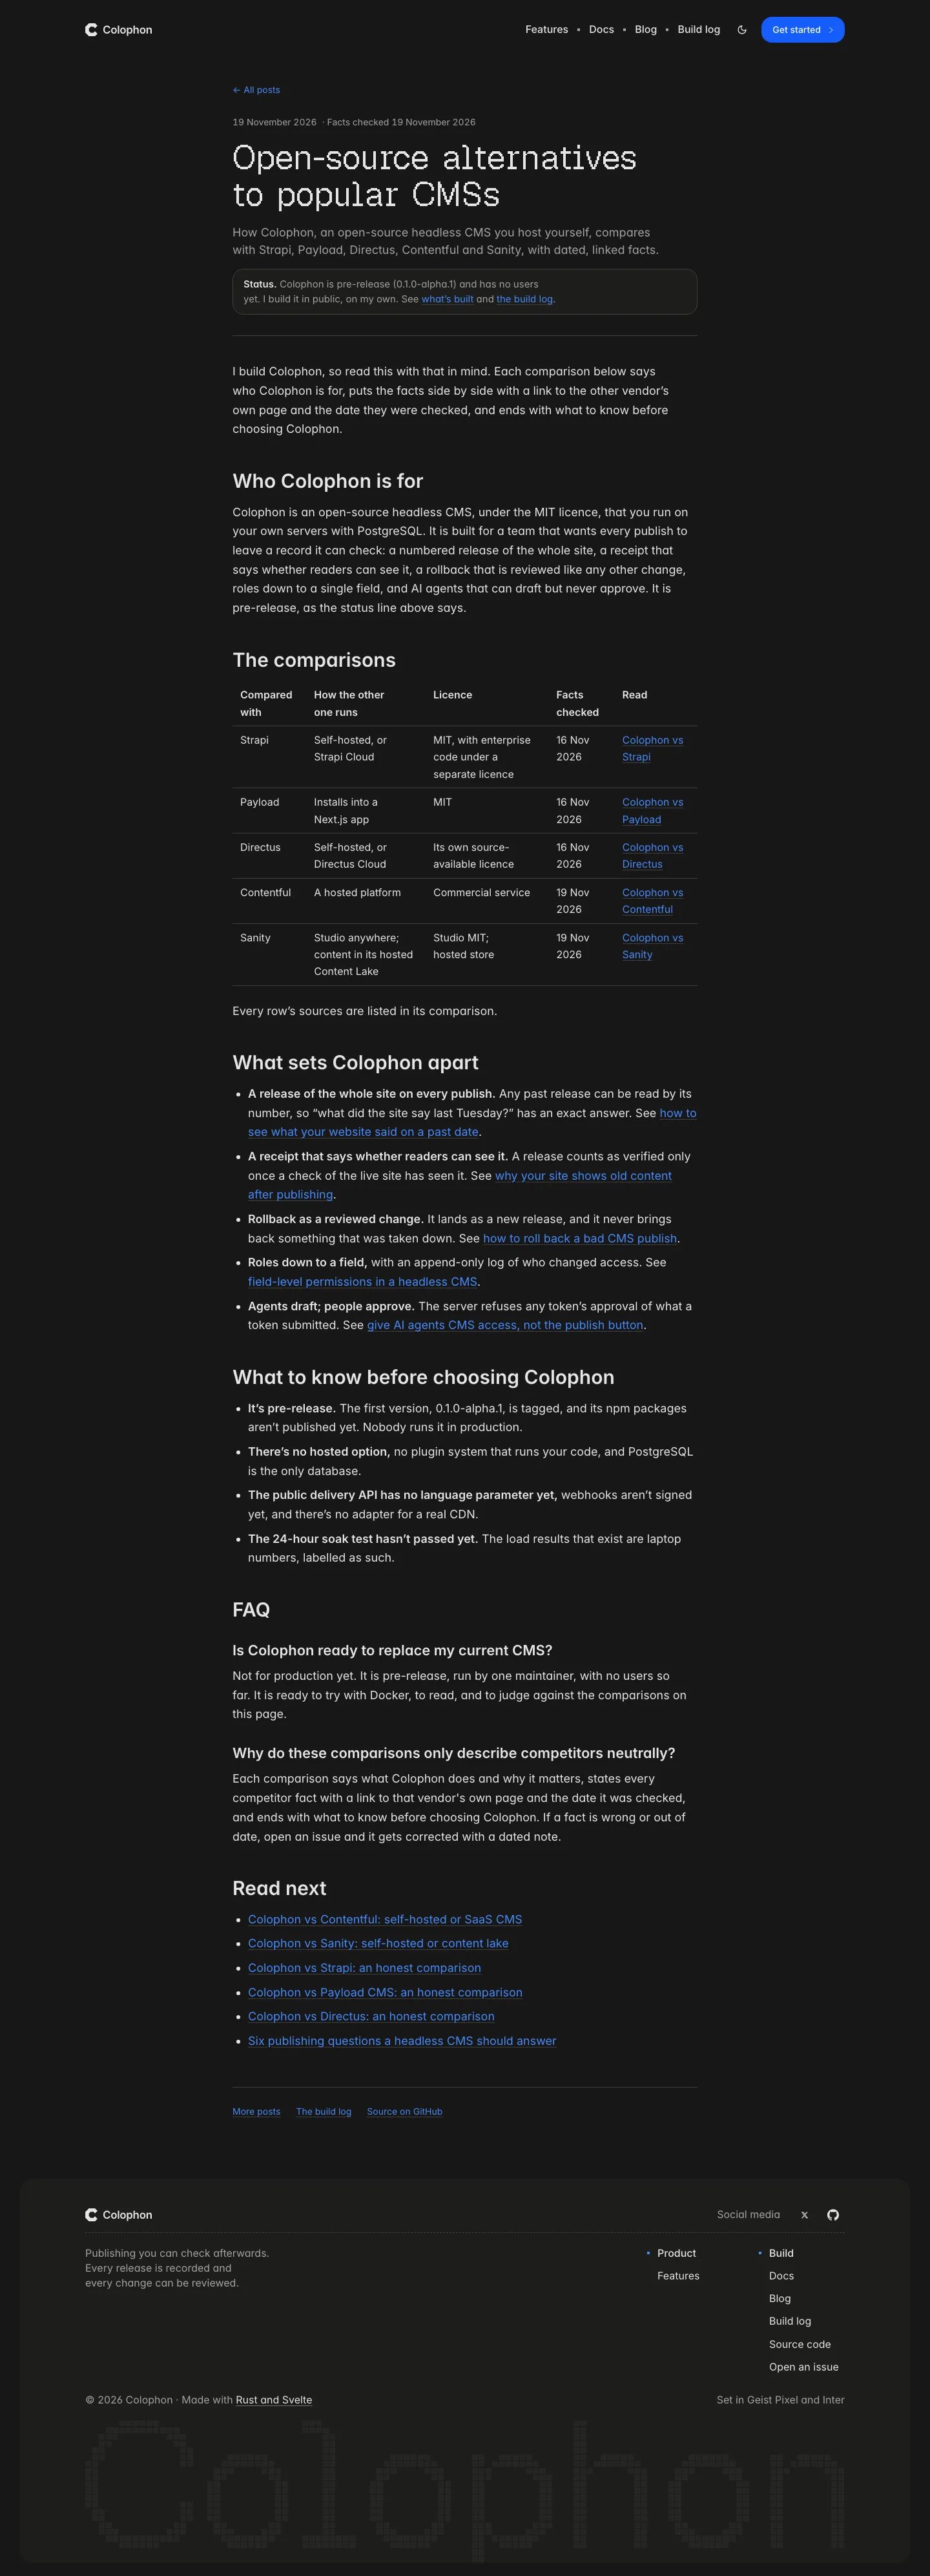 Colophon
Features • Docs • Blog • Build log
Get started
← All posts
19 November 2026 · Facts checked 19 November 2026
Open-source alternatives
to popular CMSs
How Colophon, an open-source headless CMS you host yourself, compares
with Strapi, Payload, Directus, Contentful and Sanity, with dated, linked facts.
Status. Colophon is pre-release (0.1.0-alpha.1) and has no users
yet. I build it in public, on my own. See what’s built and the build log.
I build Colophon, so read this with that in mind. Each comparison below says
who Colophon is for, puts the facts side by side with a link to the other vendor’s
own page and the date they were checked, and ends with what to know before
choosing Colophon.
Who Colophon is for
Colophon is an open-source headless CMS, under the MIT licence, that you run on
your own servers with PostgreSQL. It is built for a team that wants every publish to
leave a record it can check: a numbered release of the whole site, a receipt that
says whether readers can see it, a rollback that is reviewed like any other change,
roles down to a single field, and AI agents that can draft but never approve. It is
pre-release, as the status line above says.
The comparisons
Compared with | How the other one runs | Licence | Facts checked | Read
Strapi | Self-hosted, or Strapi Cloud | MIT, with enterprise code under a separate licence | 16 Nov 2026 | Colophon vs Strapi
Payload | Installs into a Next.js app | MIT | 16 Nov 2026 | Colophon vs Payload
Directus | Self-hosted, or Directus Cloud | Its own source-available licence | 16 Nov 2026 | Colophon vs Directus
Contentful | A hosted platform | Commercial service | 19 Nov 2026 | Colophon vs Contentful
Sanity | Studio anywhere; content in its hosted Content Lake | Studio MIT; hosted store | 19 Nov 2026 | Colophon vs Sanity
Every row’s sources are listed in its comparison.
What sets Colophon apart
• A release of the whole site on every publish. Any past release can be read by its
number, so “what did the site say last Tuesday?” has an exact answer. See how to
see what your website said on a past date.
• A receipt that says whether readers can see it. A release counts as verified only
once a check of the live site has seen it. See why your site shows old content
after publishing.
• Rollback as a reviewed change. It lands as a new release, and it never brings
back something that was taken down. See how to roll back a bad CMS publish.
• Roles down to a field, with an append-only log of who changed access. See
field-level permissions in a headless CMS.
• Agents draft; people approve. The server refuses any token’s approval of what a
token submitted. See give AI agents CMS access, not the publish button.
What to know before choosing Colophon
• It’s pre-release. The first version, 0.1.0-alpha.1, is tagged, and its npm packages
aren’t published yet. Nobody runs it in production.
• There’s no hosted option, no plugin system that runs your code, and PostgreSQL
is the only database.
• The public delivery API has no language parameter yet, webhooks aren’t signed
yet, and there’s no adapter for a real CDN.
• The 24-hour soak test hasn’t passed yet. The load results that exist are laptop
numbers, labelled as such.
FAQ
Is Colophon ready to replace my current CMS?
Not for production yet. It is pre-release, run by one maintainer, with no users so
far. It is ready to try with Docker, to read, and to judge against the comparisons on
this page.
Why do these comparisons only describe competitors neutrally?
Each comparison says what Colophon does and why it matters, states every
competitor fact with a link to that vendor's own page and the date it was checked,
and ends with what to know before choosing Colophon. If a fact is wrong or out of
date, open an issue and it gets corrected with a dated note.
Read next
• Colophon vs Contentful: self-hosted or SaaS CMS
• Colophon vs Sanity: self-hosted or content lake
• Colophon vs Strapi: an honest comparison
• Colophon vs Payload CMS: an honest comparison
• Colophon vs Directus: an honest comparison
• Six publishing questions a headless CMS should answer
More posts The build log Source on GitHub
Colophon
Social media
Publishing you can check afterwards.
Every release is recorded and
every change can be reviewed.
Product
Features
Build
Docs
Blog
Build log
Source code
Open an issue
© 2026 Colophon · Made with Rust and Svelte
Set in Geist Pixel and Inter
Colophon